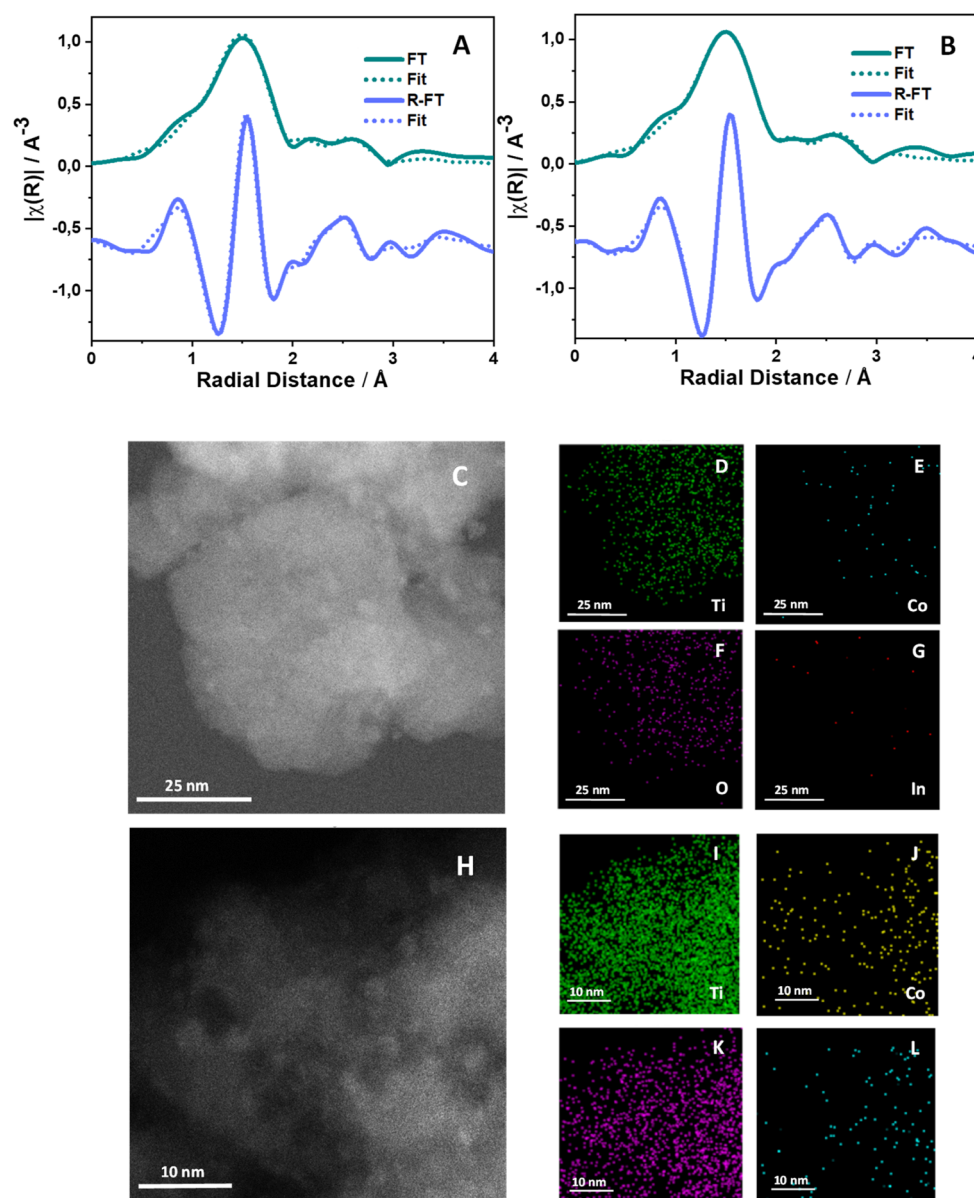 A
FT
Fit
R-FT
Fit
1,0
0,5
0,0
-0,5
-1,0
|χ(R)| / A⁻³
0 1 2 3 4
Radial Distance / Å
B
FT
Fit
R-FT
Fit
1,0
0,5
0,0
-0,5
-1,0
|χ(R)| / A⁻³
0 1 2 3 4
Radial Distance / Å
C
25 nm
D
25 nm
Ti
E
25 nm
Co
F
25 nm
O
G
25 nm
In
H
10 nm
I
10 nm
Ti
J
10 nm
Co
K
10 nm
L
10 nm